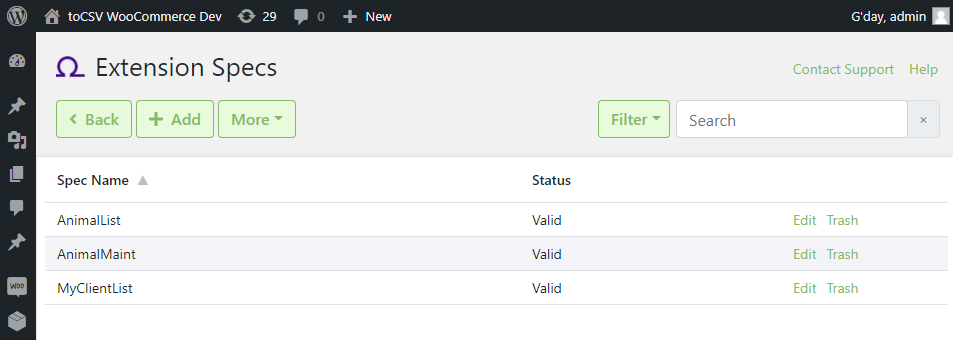 toCSV WooCommerce Dev 29 0 New G'day, admin
Ω Extension Specs Contact Support Help
Back Add More Filter Search ×
Spec Name Status
AnimalList Valid Edit Trash
AnimalMaint Valid Edit Trash
MyClientList Valid Edit Trash
Woo